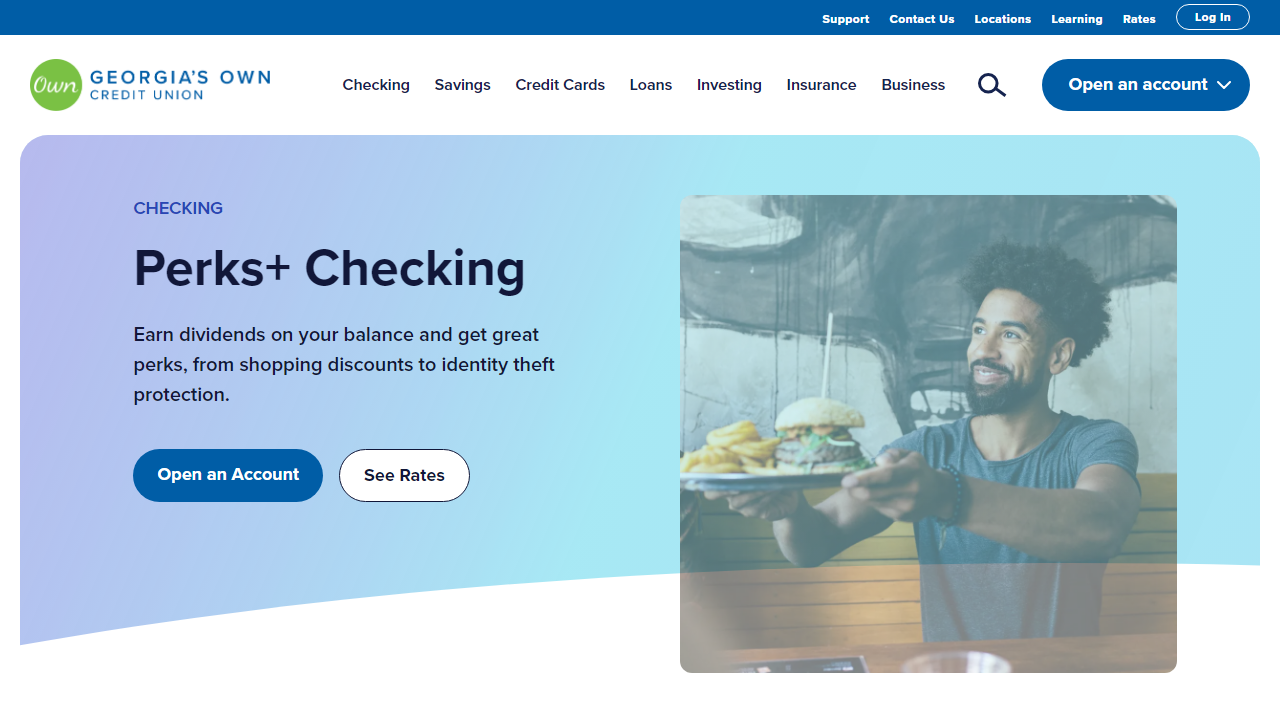 Support Contact Us Locations Learning Rates Log In
Own GEORGIA'S OWN
CREDIT UNION
Checking Savings Credit Cards Loans Investing Insurance Business Open an account
CHECKING
Perks+ Checking
Earn dividends on your balance and get great
perks, from shopping discounts to identity theft
protection.
Open an Account See Rates